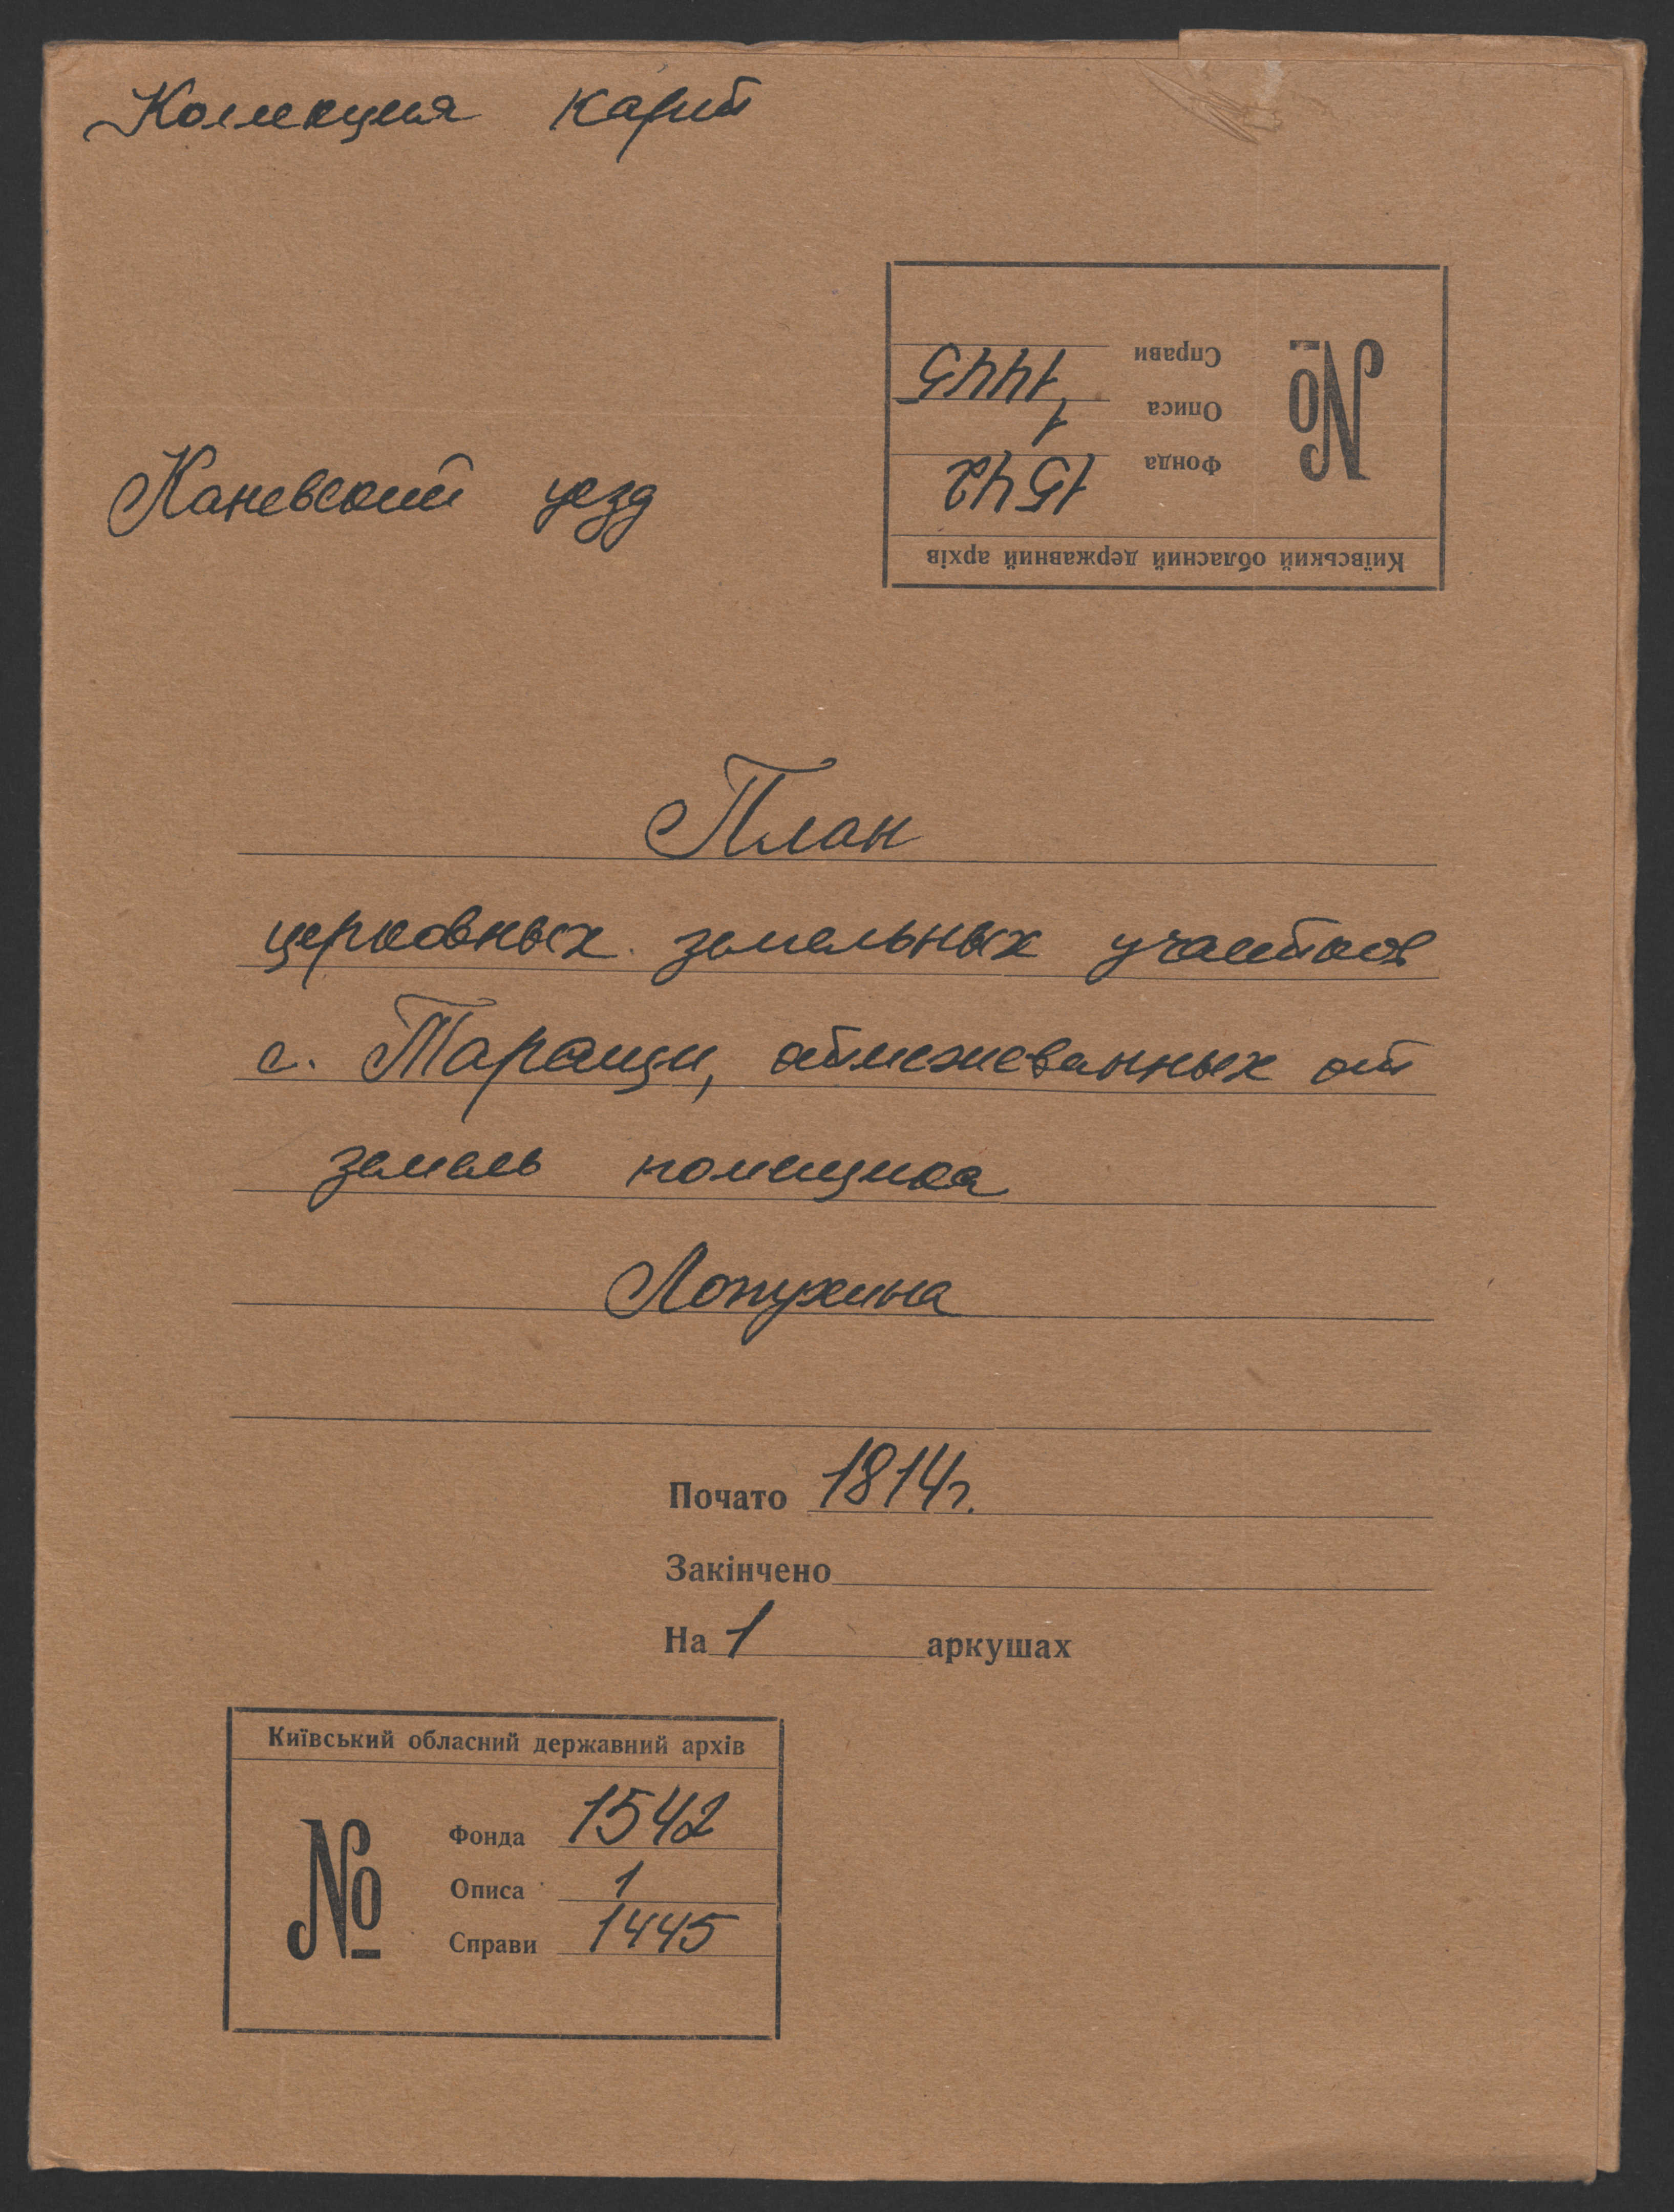 Коллекция карт
Київський обласний державний архів
№
Фонда 1542
Описа 1
Справи 1445
Каневский уезд
План
церковных земельных участков
с. Таращи, отмежеванных от
земель помещика
Лопухина
Почато 1814г.
Закінчено
На 1 аркушах
Київський обласний державний архів
№
Фонда 1542
Описа 1
Справи 1445